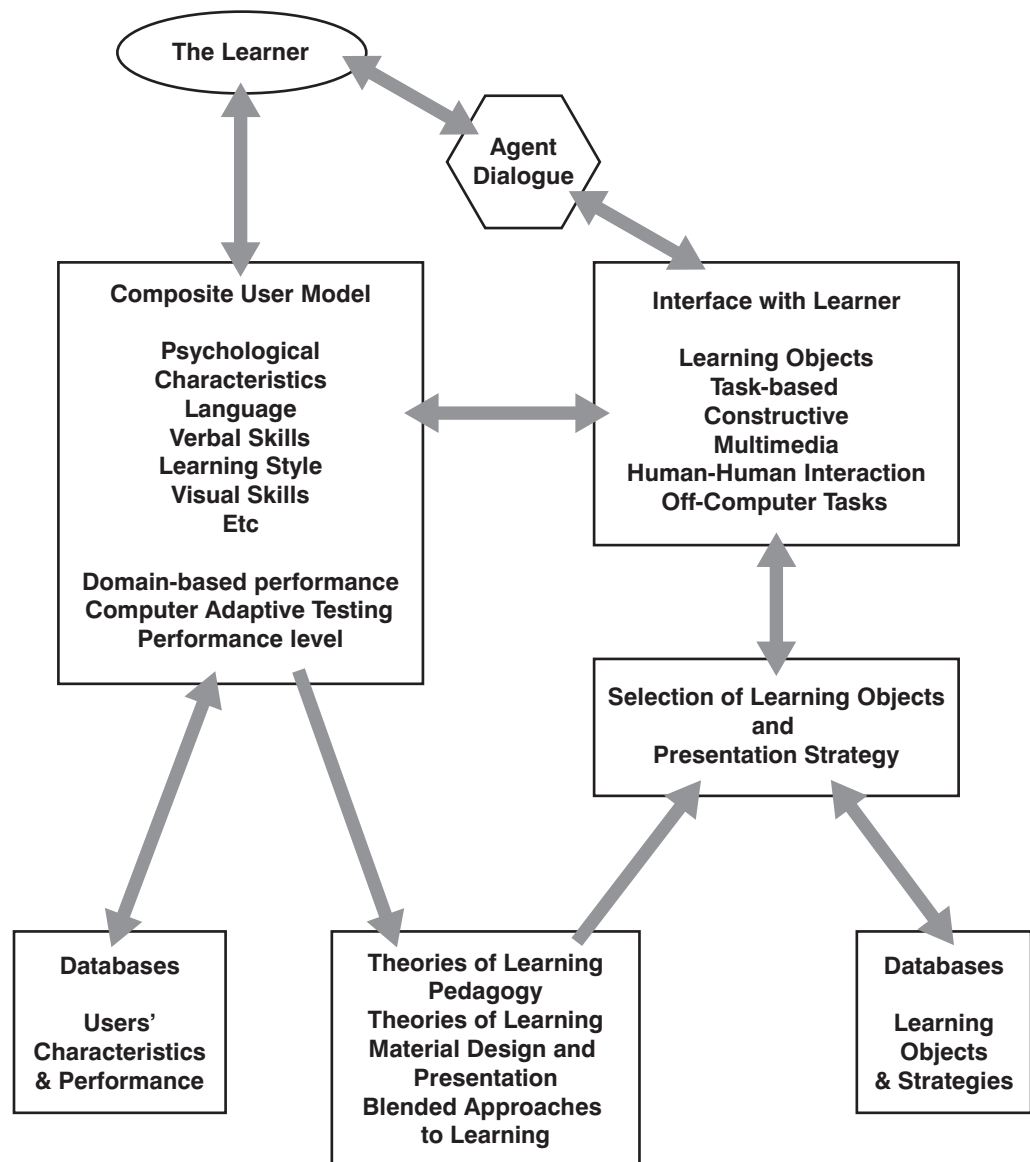 The Learner
Agent
Dialogue
Composite User Model
Psychological
Characteristics
Language
Verbal Skills
Learning Style
Visual Skills
Etc
Domain-based performance
Computer Adaptive Testing
Performance level
Interface with Learner
Learning Objects
Task-based
Constructive
Multimedia
Human-Human Interaction
Off-Computer Tasks
Selection of Learning Objects
and
Presentation Strategy
Databases
Users'
Characteristics
& Performance
Theories of Learning
Pedagogy
Theories of Learning
Material Design and
Presentation
Blended Approaches
to Learning
Databases
Learning
Objects
& Strategies